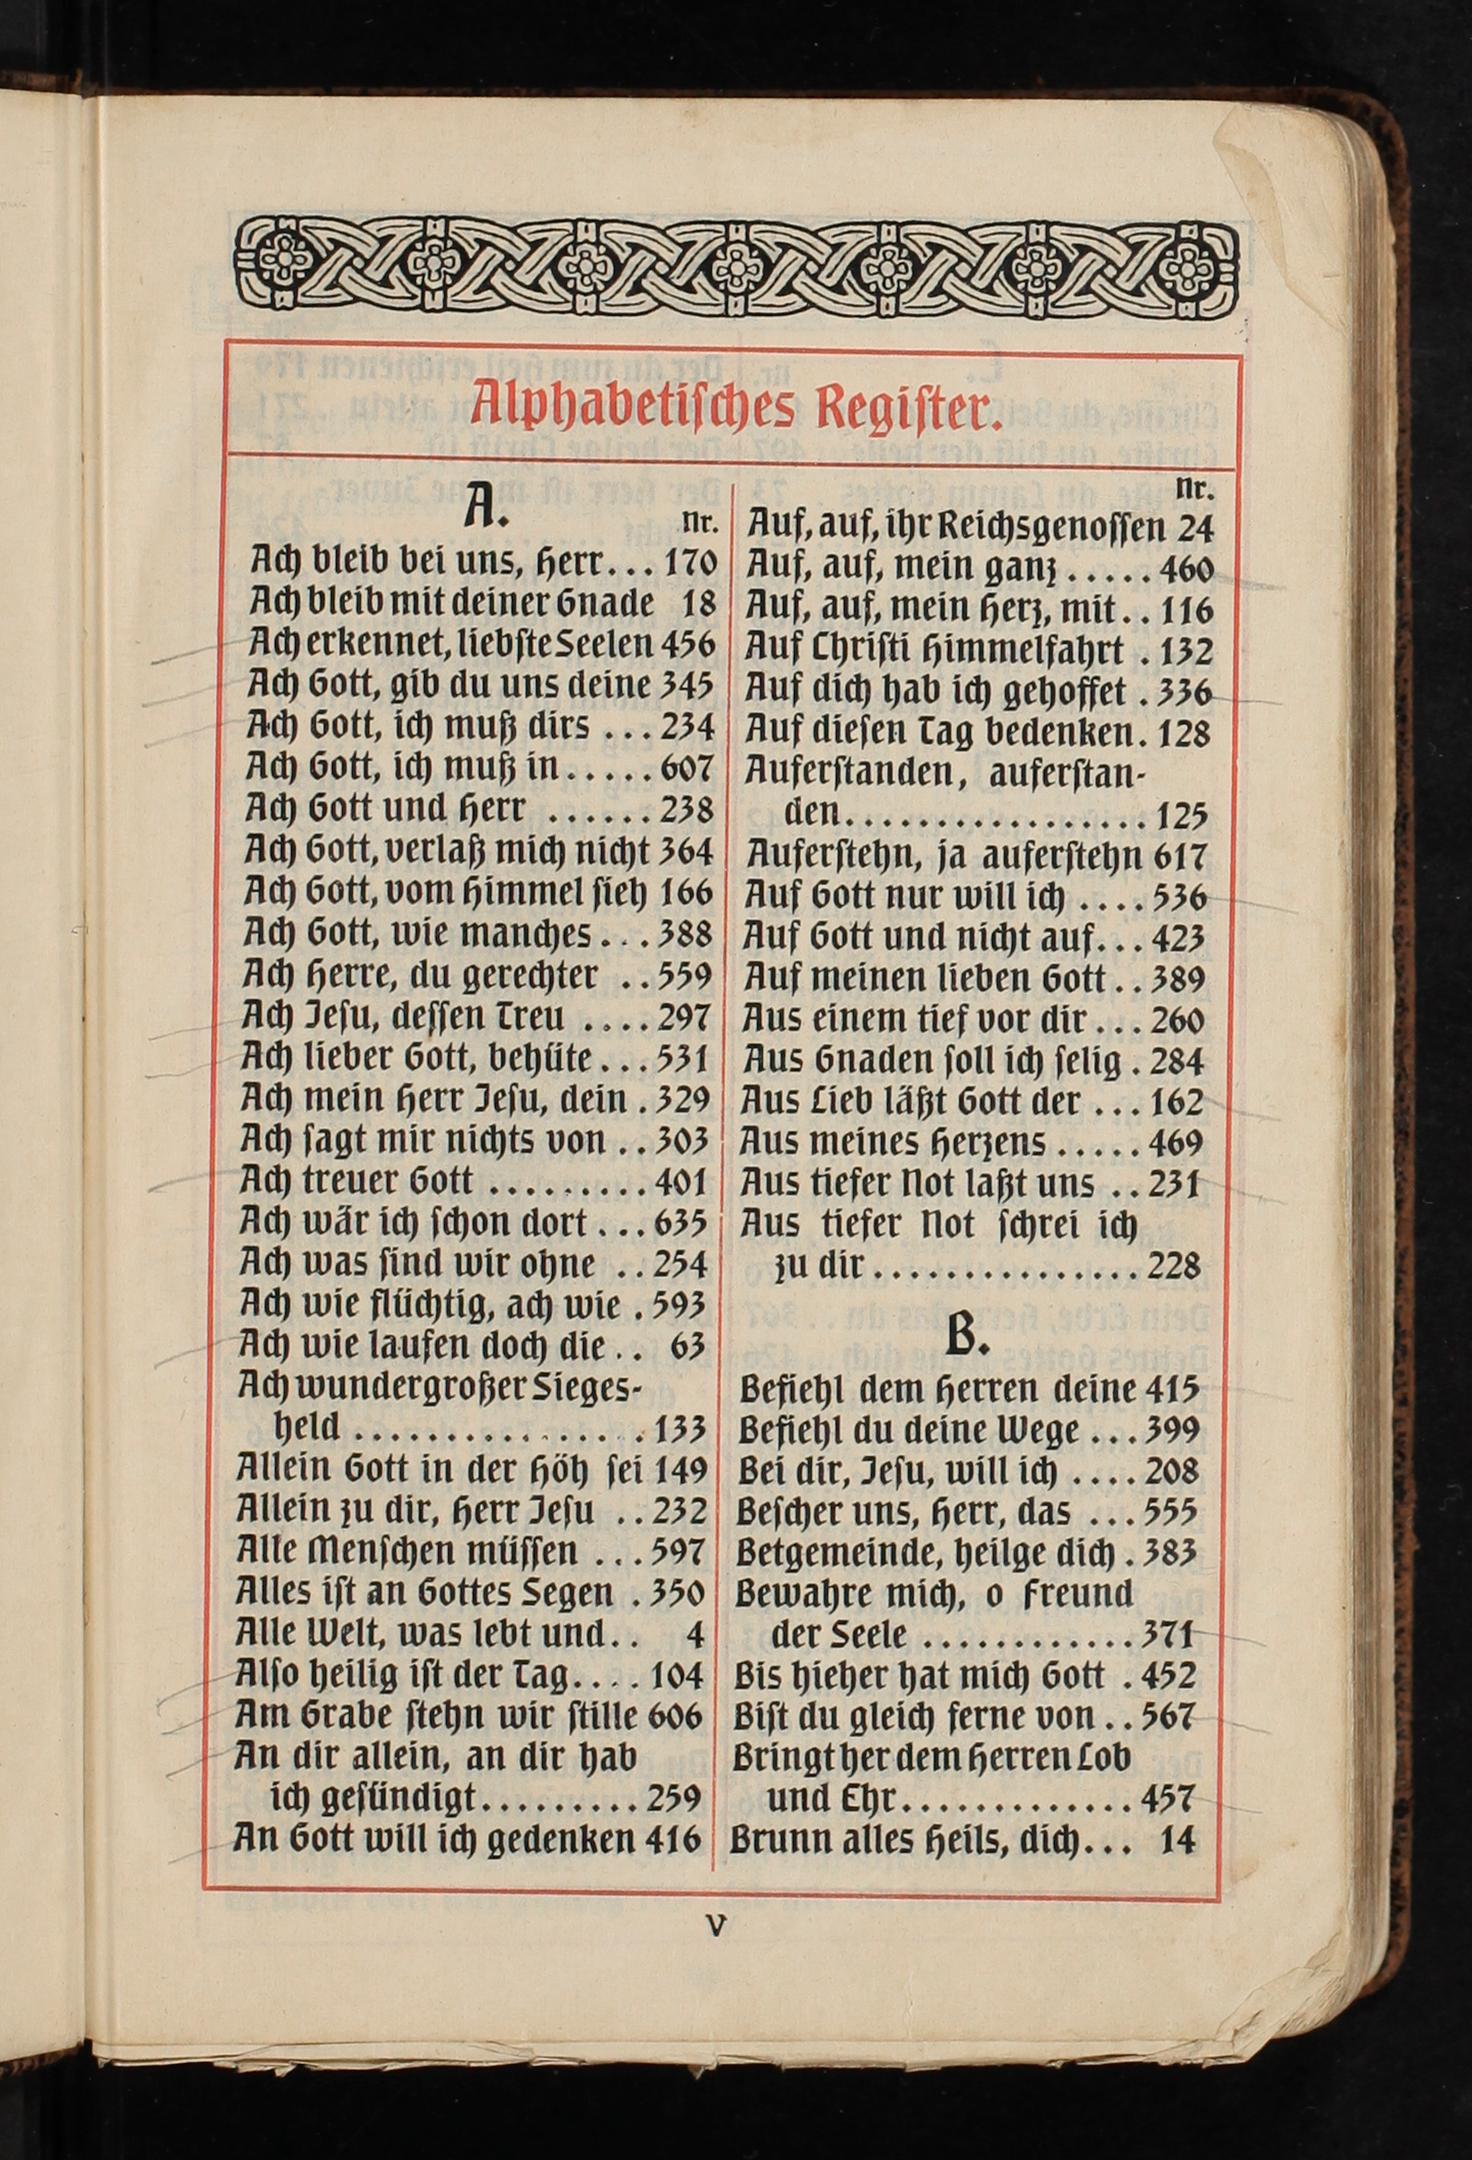 Alphabetiſches Regiſter.
A.
Nr.
Ach bleib bei uns, Herr... 170
Ach bleib mit deiner Gnade 18
Ach erkennet, liebſte Seelen 456
Ach Gott, gib du uns deine 345
Ach Gott, ich muß dirs ... 234
Ach Gott, ich muß in..... 607
Ach Gott und Herr ...... 238
Ach Gott, verlaß mich nicht 364
Ach Gott, vom Himmel ſieh 166
Ach Gott, wie manches... 388
Ach Herre, du gerechter .. 559
Ach Jeſu, deſſen Treu .... 297
Ach lieber Gott, behüte... 531
Ach mein Herr Jeſu, dein . 329
Ach ſagt mir nichts von .. 303
Ach treuer Gott ......... 401
Ach wär ich ſchon dort ... 635
Ach was ſind wir ohne .. 254
Ach wie flüchtig, ach wie . 593
Ach wie laufen doch die .. 63
Ach wundergroßer Sieges-
held ................ 133
Allein Gott in der Höh ſei 149
Allein zu dir, Herr Jeſu .. 232
Alle Menſchen müſſen ... 597
Alles iſt an Gottes Segen . 350
Alle Welt, was lebt und.. 4
Alſo heilig iſt der Tag.... 104
Am Grabe ſtehn wir ſtille 606
An dir allein, an dir hab
ich geſündigt......... 259
An Gott will ich gedenken 416
Nr.
Auf, auf, ihr Reichsgenoſſen 24
Auf, auf, mein ganz ..... 460
Auf, auf, mein Herz, mit.. 116
Auf Chriſti Himmelfahrt . 132
Auf dich hab ich gehoffet . 336
Auf dieſen Tag bedenken. 128
Auferſtanden, auferſtan-
den................. 125
Auferſtehn, ja auferſtehn 617
Auf Gott nur will ich .... 536
Auf Gott und nicht auf... 423
Auf meinen lieben Gott.. 389
Aus einem tief vor dir... 260
Aus Gnaden ſoll ich ſelig . 284
Aus Lieb läßt Gott der ... 162
Aus meines Herzens ..... 469
Aus tiefer Not laßt uns .. 231
Aus tiefer Not ſchrei ich
zu dir............... 228
B.
Befiehl dem Herren deine 415
Befiehl du deine Wege ... 399
Bei dir, Jeſu, will ich .... 208
Beſcher uns, Herr, das ... 555
Betgemeinde, heilge dich . 383
Bewahre mich, o Freund
der Seele ............ 371
Bis hieher hat mich Gott . 452
Biſt du gleich ferne von .. 567
Bringt her dem Herren Lob
und Ehr............. 457
Brunn alles Heils, dich... 14
V